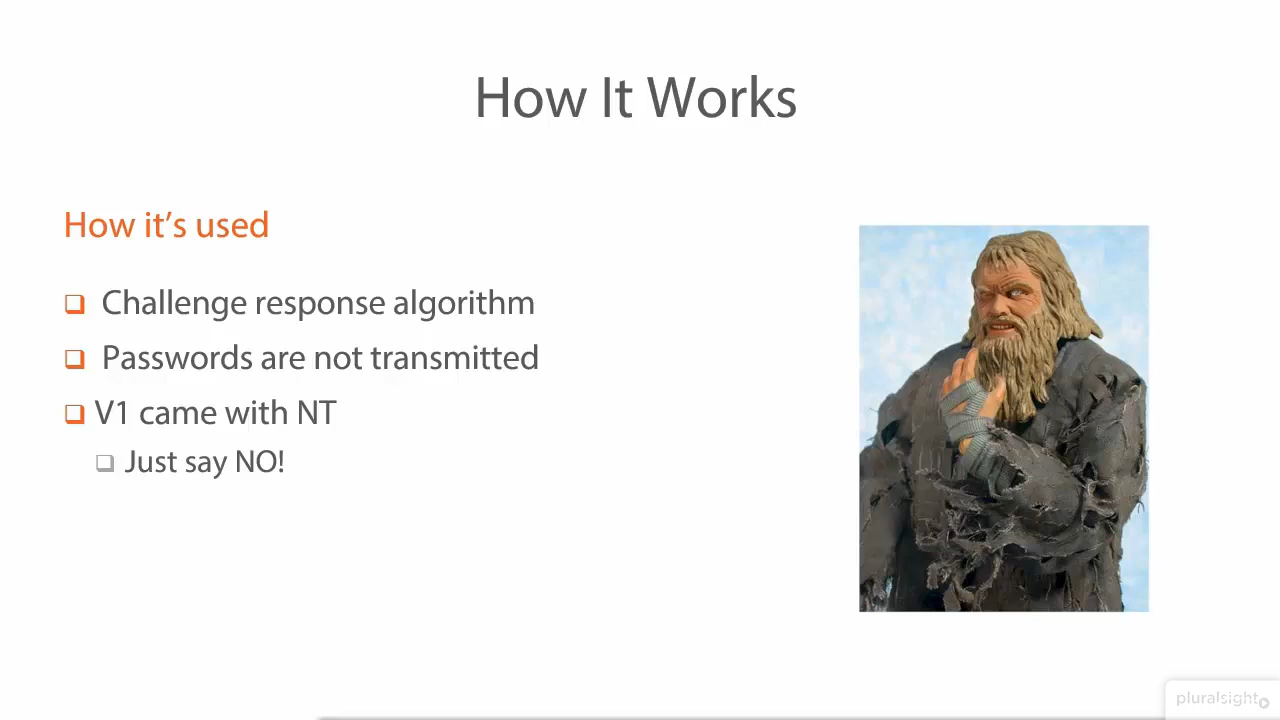 How It Works
How it’s used
Challenge response algorithm
Passwords are not transmitted
V1 came with NT
Just say NO!
pluralsight